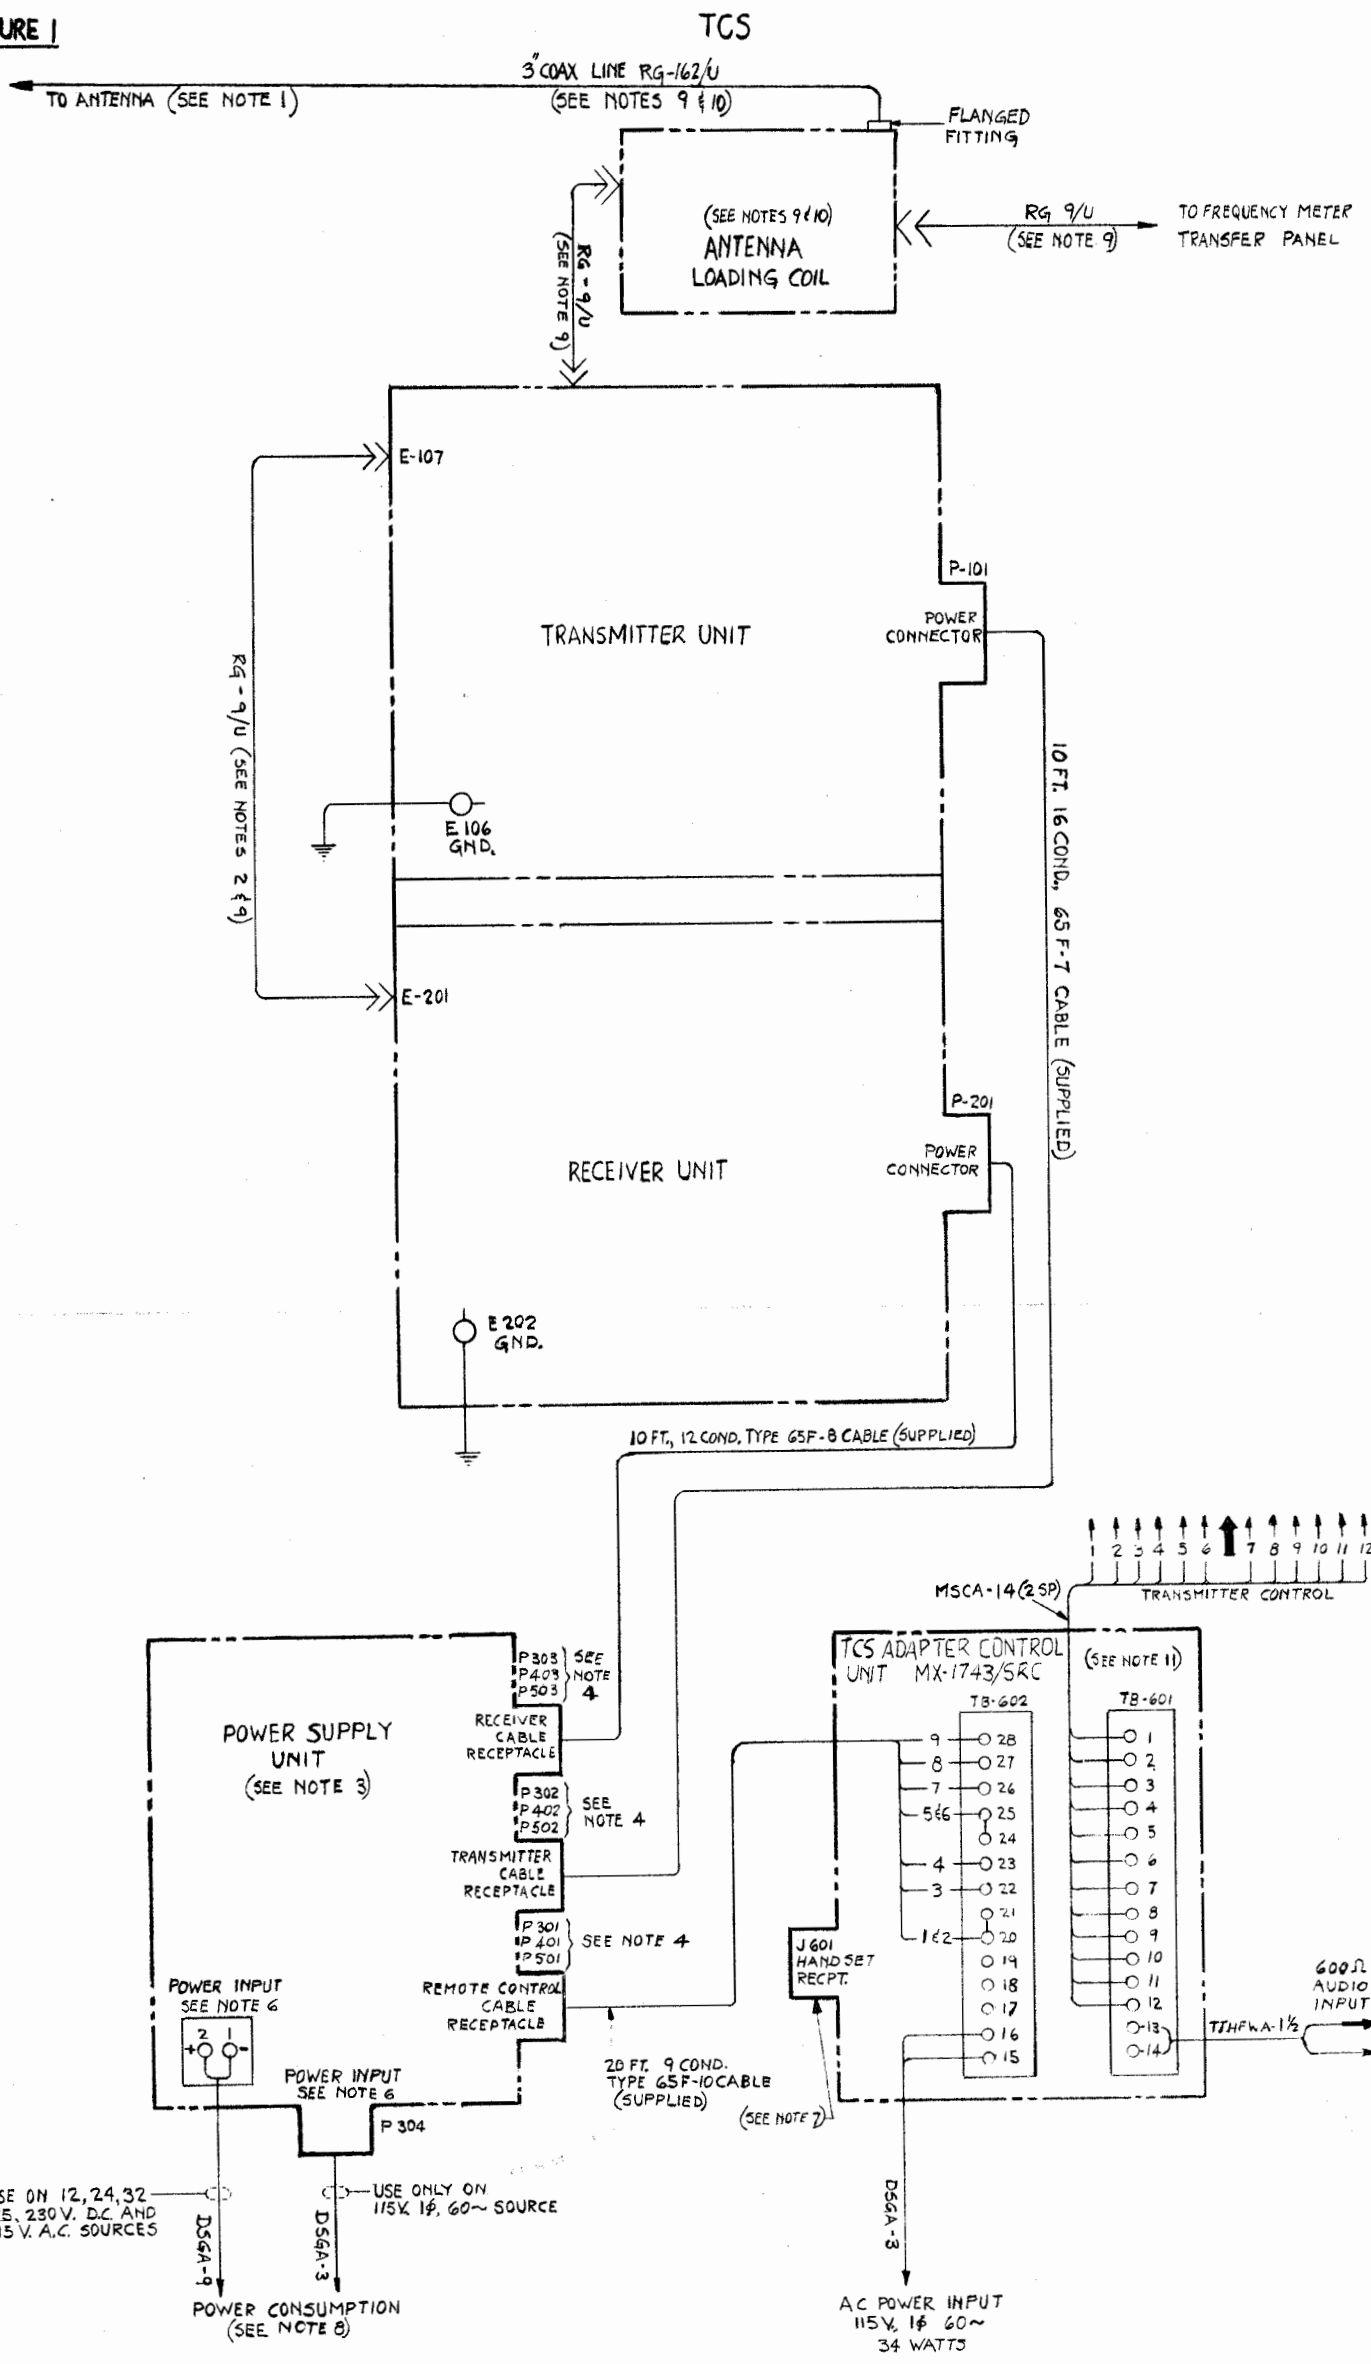 URE 1
TCS
3" COAX LINE RG-162/U
(SEE NOTES 9 & 10)
TO ANTENNA (SEE NOTE 1)
FLANGED
FITTING
(SEE NOTES 9 & 10)
ANTENNA
LOADING COIL
RG 9/U
(SEE NOTE 9)
TO FREQUENCY METER
TRANSFER PANEL
RG-9/U
(SEE NOTE 9)
E-107
P-101
POWER
CONNECTOR
TRANSMITTER UNIT
RG-9/U (SEE NOTES 2 & 9)
10 FT. 16 COND., 65 F-7 CABLE (SUPPLIED)
E 106
GND.
E-201
P-201
POWER
CONNECTOR
RECEIVER UNIT
E 202
GND.
10 FT., 12 COND. TYPE 65F-8 CABLE (SUPPLIED)
1 2 3 4 5 6 7 8 9 10 11 12
TRANSMITTER CONTROL
MSCA-14 (2 SP)
P303
P403
P503
SEE
NOTE
4
RECEIVER
CABLE
RECEPTACLE
POWER SUPPLY
UNIT
(SEE NOTE 3)
P302
P402
P502
SEE
NOTE 4
TRANSMITTER
CABLE
RECEPTACLE
P301
P401
P501
SEE NOTE 4
REMOTE CONTROL
CABLE
RECEPTACLE
POWER INPUT
SEE NOTE 6
2 1
+ -
POWER INPUT
SEE NOTE 6
P 304
20 FT. 9 COND.
TYPE 65F-10 CABLE
(SUPPLIED)
TCS ADAPTER CONTROL
UNIT MX-1743/SRC
(SEE NOTE 11)
TB-602
9 28
8 27
7 26
5&6 25
24
4 23
3 22
21
1&2 20
19
18
17
16
15
TB-601
1
2
3
4
5
6
7
8
9
10
11
12
13
14
J601
HANDSET
RECPT.
(SEE NOTE 7)
TTHFWA-1½
600Ω
AUDIO
INPUT
SE ON 12, 24, 32
5, 230 V. D.C. AND
15 V. A.C. SOURCES
DSGA-9
USE ONLY ON
115V. 1ϕ, 60~ SOURCE
DSGA-3
POWER CONSUMPTION
(SEE NOTE 8)
DSGA-3
AC POWER INPUT
115V. 1ϕ 60~
34 WATTS